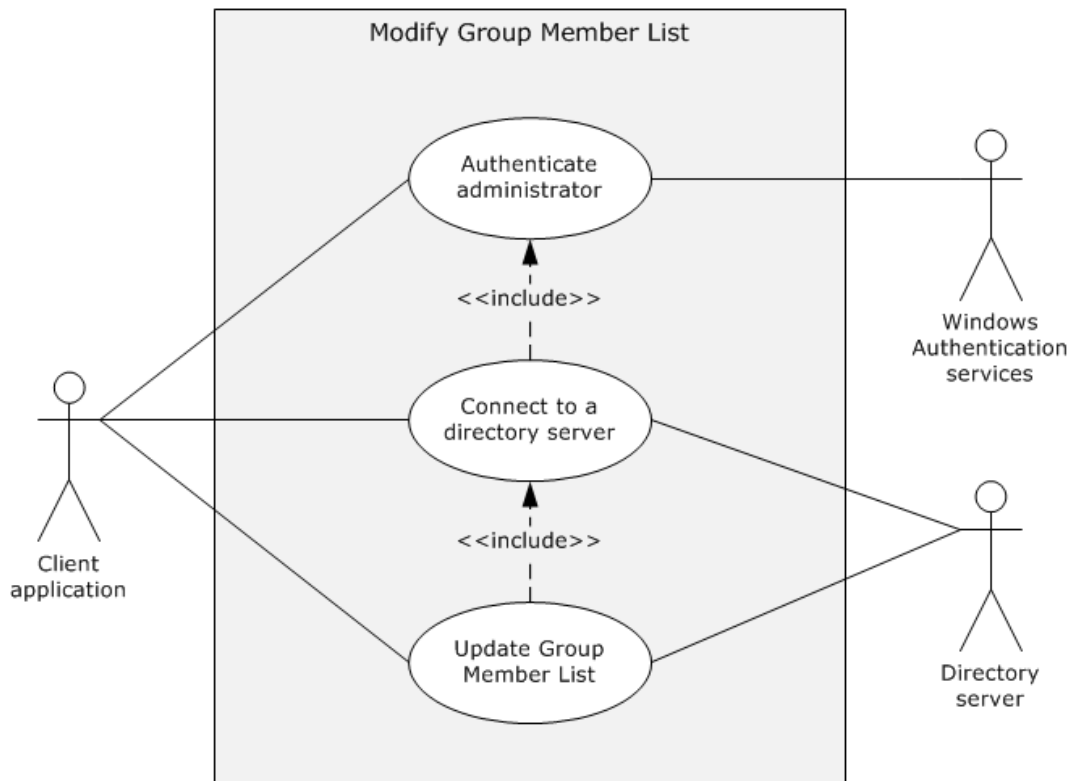 Modify Group Member List
Authenticate
administrator
<<include>>
Windows
Authentication
services
Connect to a
directory server
Client
application
<<include>>
Update Group
Member List
Directory
server